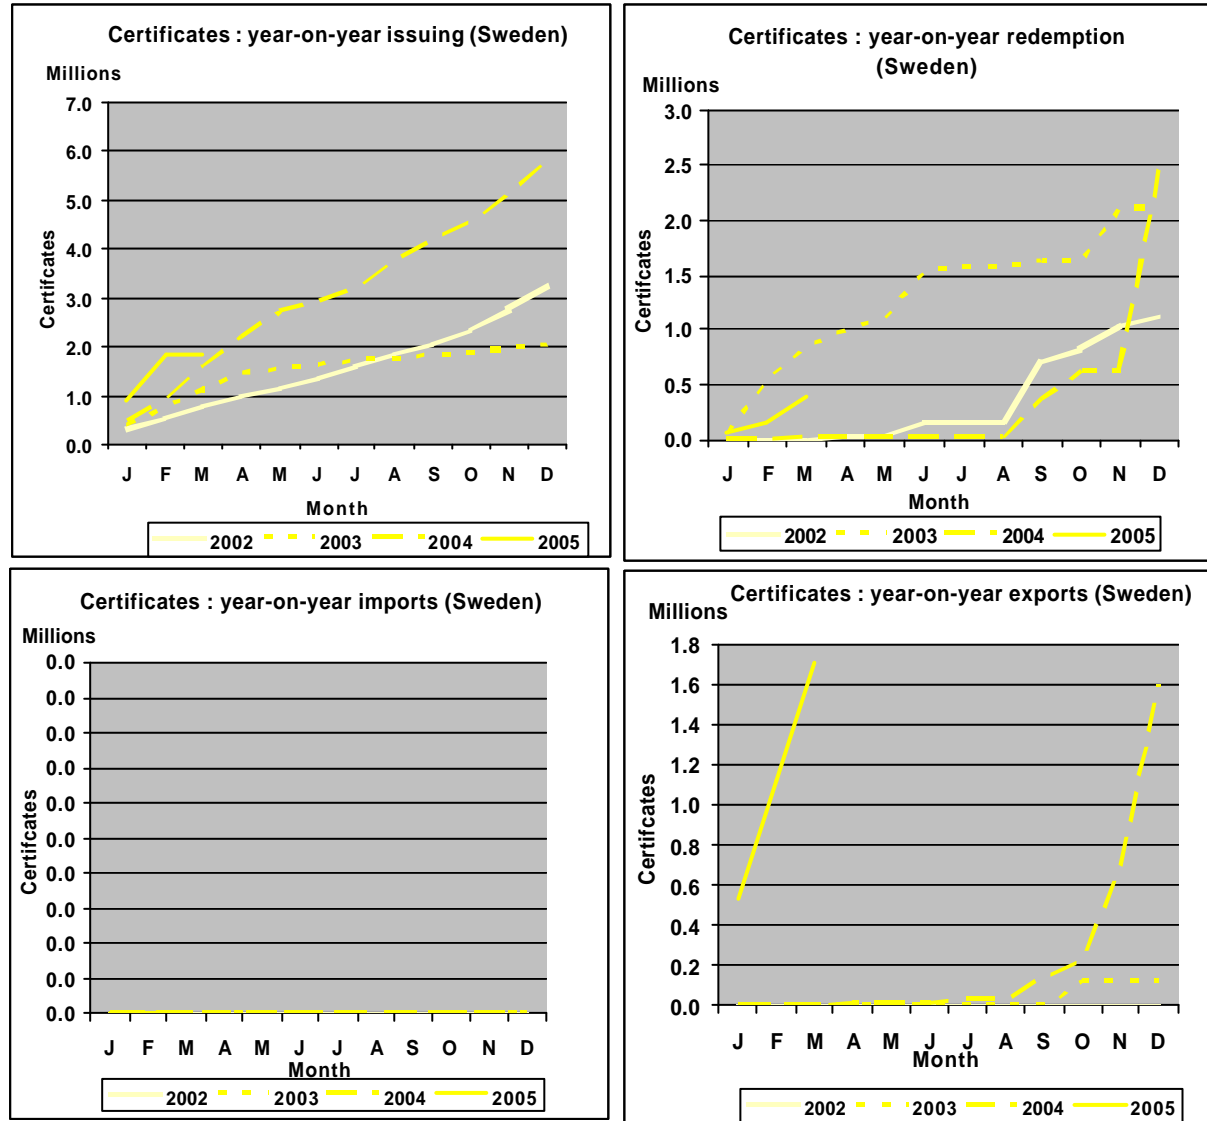 Certificates : year-on-year issuing (Sweden)
Millions
7.0
6.0
5.0
4.0
3.0
2.0
1.0
0.0
Certifcates
J F M A M J J A S O N D
Month
2002 2003 2004 2005
Certificates : year-on-year redemption
(Sweden)
Millions
3.0
2.5
2.0
1.5
1.0
0.5
0.0
Certifcates
J F M A M J J A S O N D
Month
2002 2003 2004 2005
Certificates : year-on-year imports (Sweden)
Millions
0.0
0.0
0.0
0.0
0.0
0.0
0.0
0.0
0.0
0.0
0.0
Certifcates
J F M A M J J A S O N D
Month
2002 2003 2004 2005
Certificates : year-on-year exports (Sweden)
Millions
1.8
1.6
1.4
1.2
1.0
0.8
0.6
0.4
0.2
0.0
Certifcates
J F M A M J J A S O N D
Month
2002 2003 2004 2005